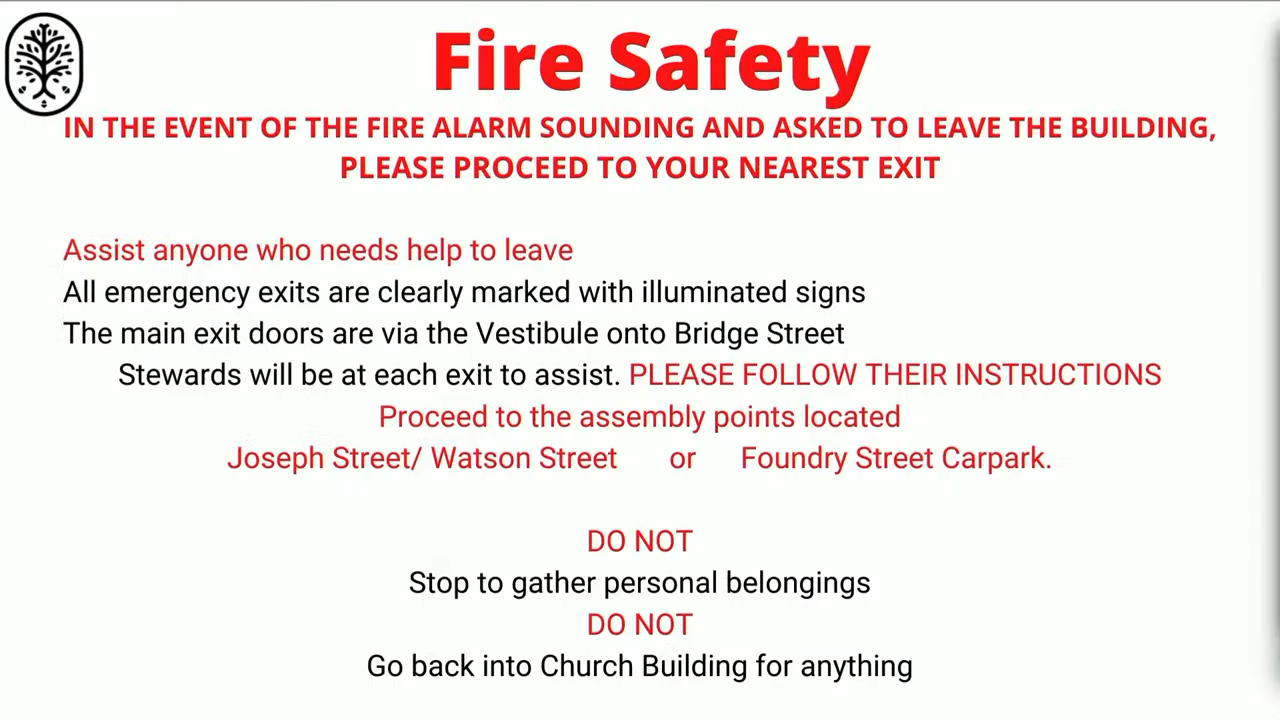 Fire Safety
IN THE EVENT OF THE FIRE ALARM SOUNDING AND ASKED TO LEAVE THE BUILDING,
PLEASE PROCEED TO YOUR NEAREST EXIT
Assist anyone who needs help to leave
All emergency exits are clearly marked with illuminated signs
The main exit doors are via the Vestibule onto Bridge Street
Stewards will be at each exit to assist. PLEASE FOLLOW THEIR INSTRUCTIONS
Proceed to the assembly points located
Joseph Street/ Watson Street or Foundry Street Carpark.
DO NOT
Stop to gather personal belongings
DO NOT
Go back into Church Building for anything